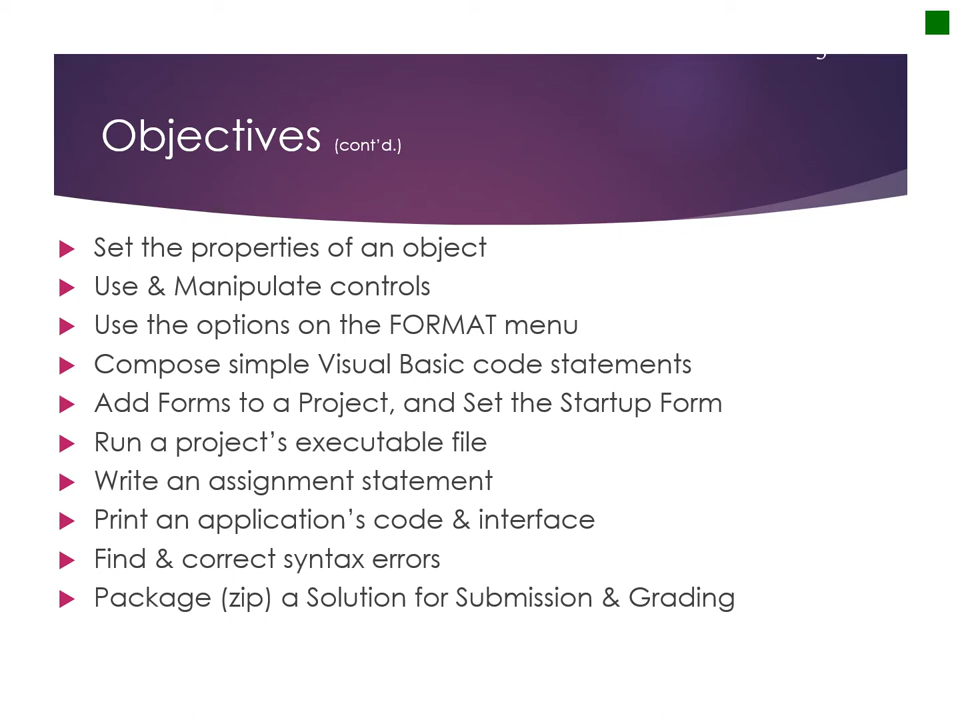 Objectives (cont'd.)
Set the properties of an object
Use & Manipulate controls
Use the options on the FORMAT menu
Compose simple Visual Basic code statements
Add Forms to a Project, and Set the Startup Form
Run a project's executable file
Write an assignment statement
Print an application's code & interface
Find & correct syntax errors
Package (zip) a Solution for Submission & Grading